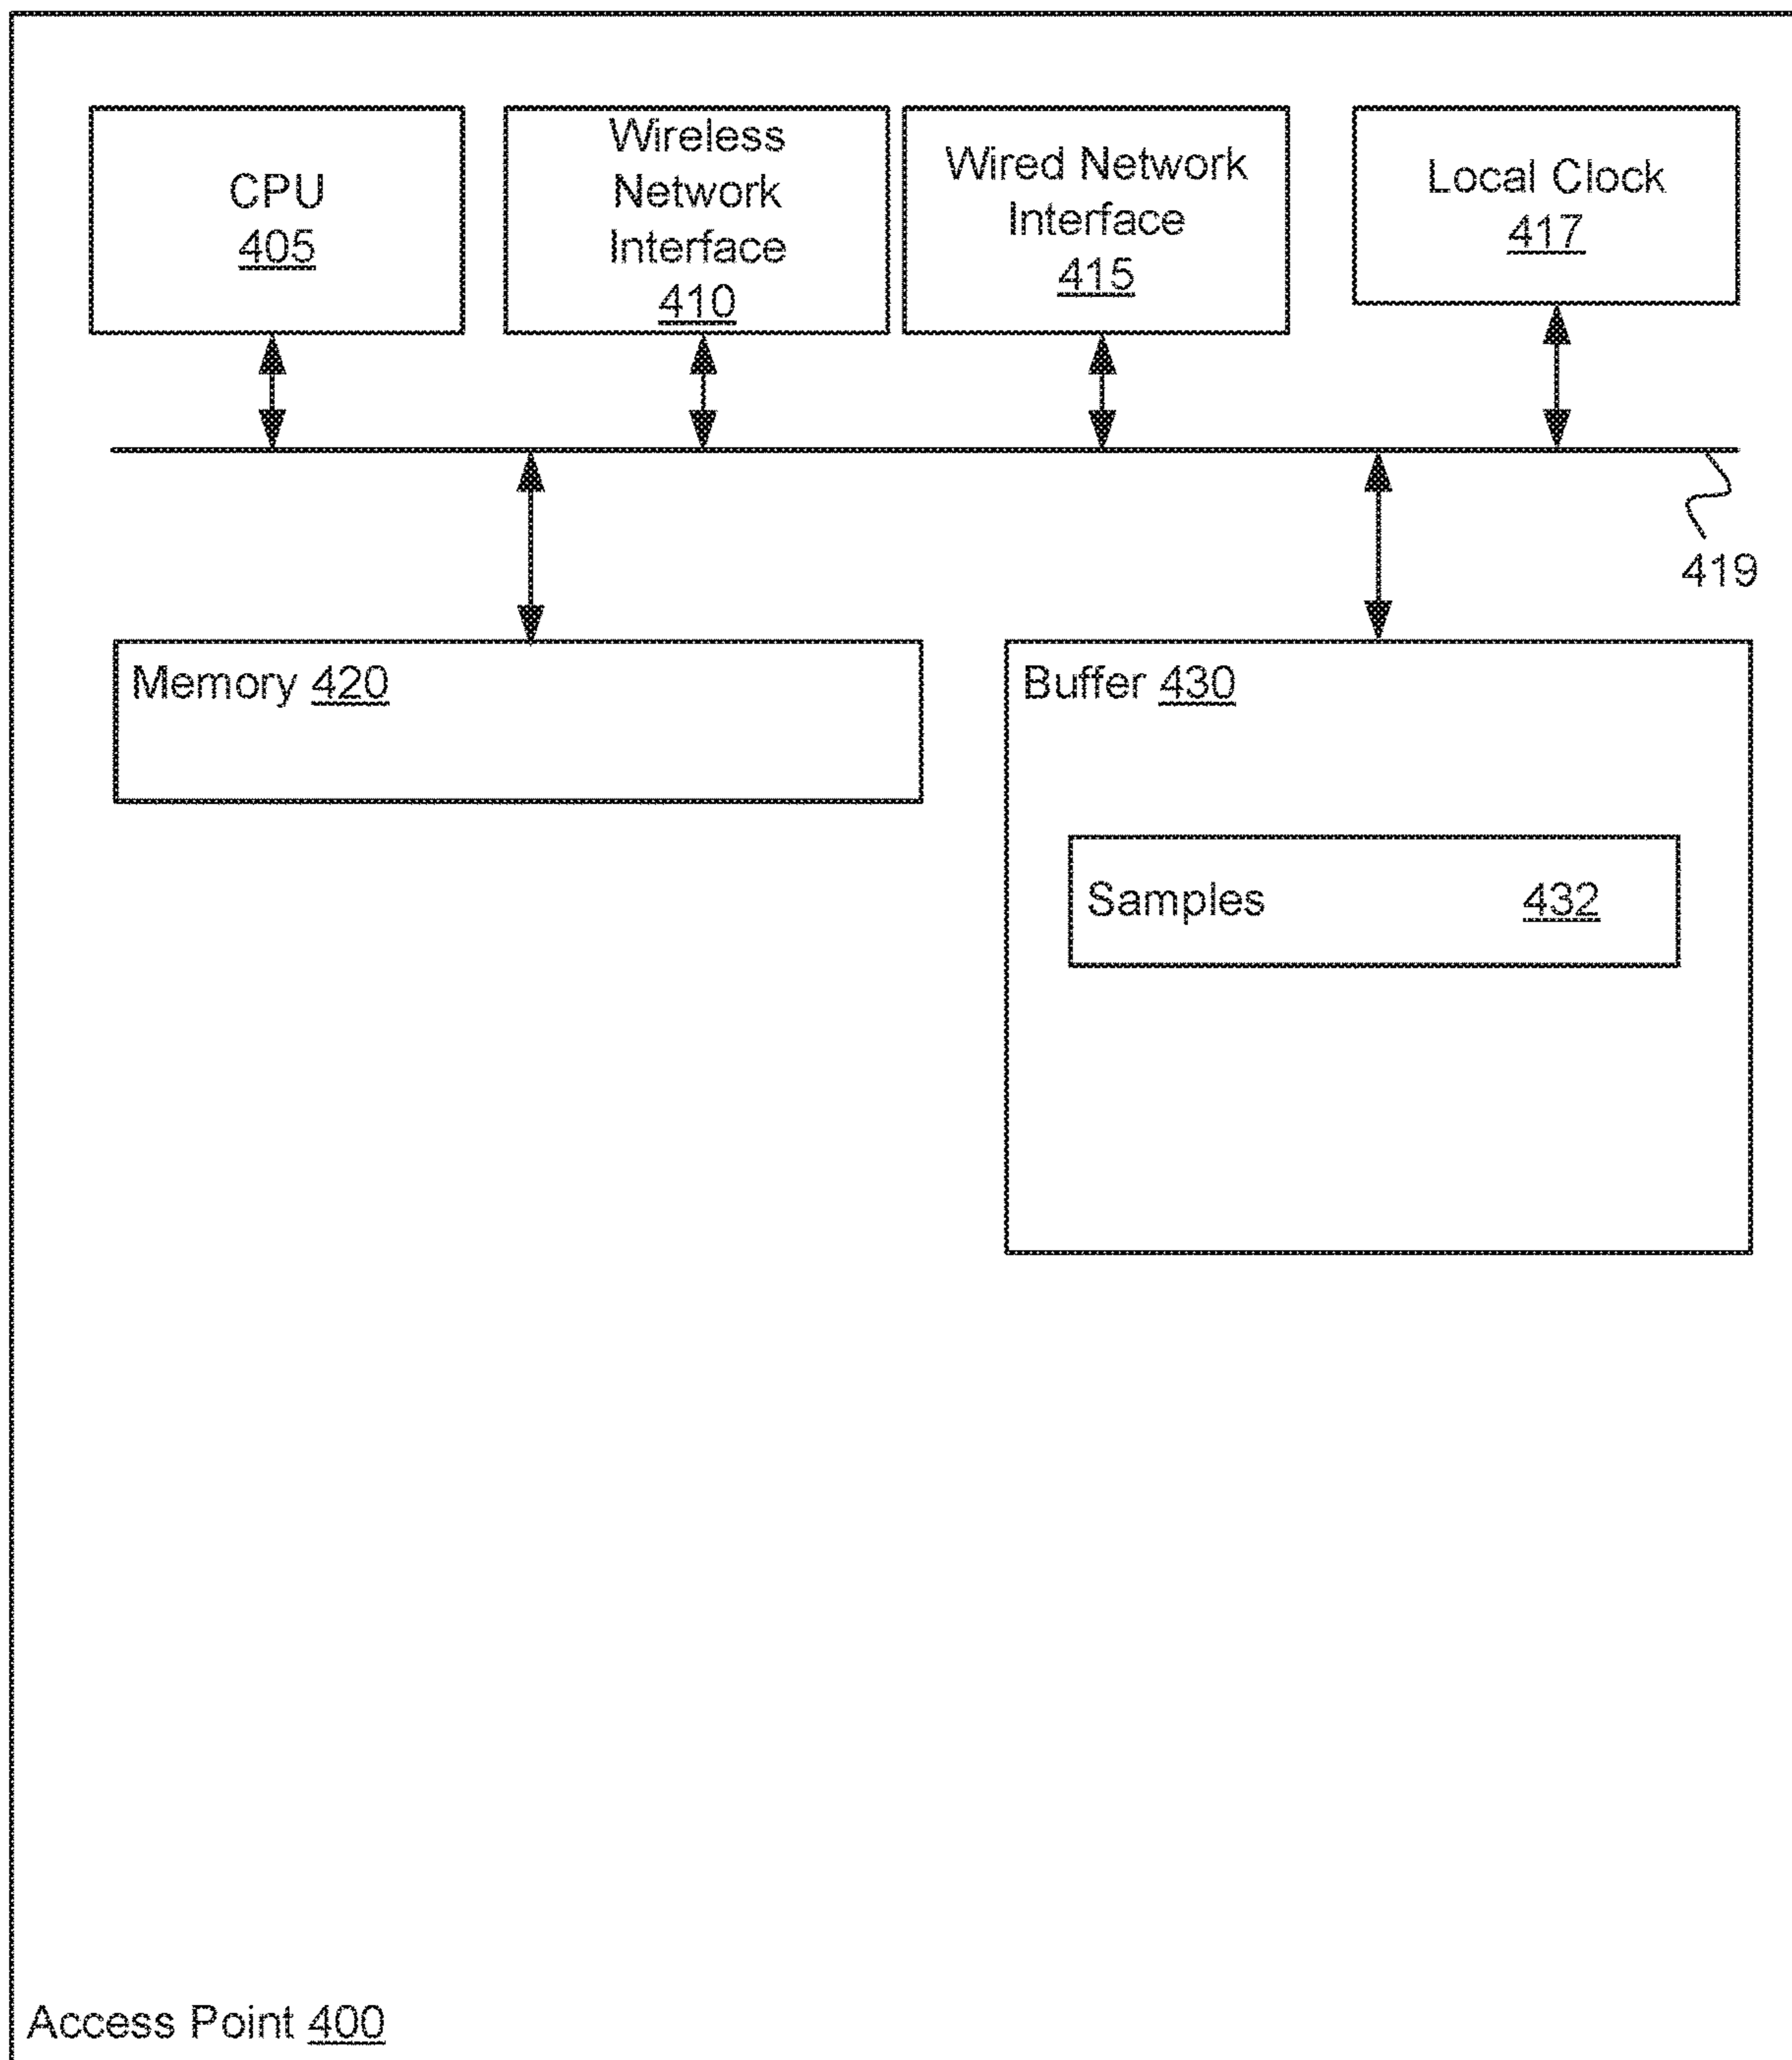 CPU
405
Wireless
Network
Interface
410
Wired Network
Interface
415
Local Clock
417
419
Memory 420
Buffer 430
Samples 432
Access Point 400